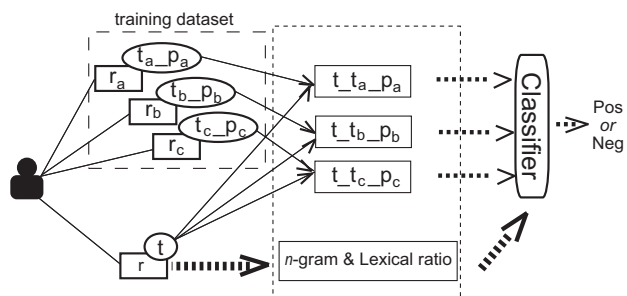 training dataset
t_a_p_a
r_a
t_b_p_b
r_b
t_c_p_c
r_c
t
r
t_t_a_p_a
t_t_b_p_b
t_t_c_p_c
n-gram & Lexical ratio
Classifier
Pos
or
Neg